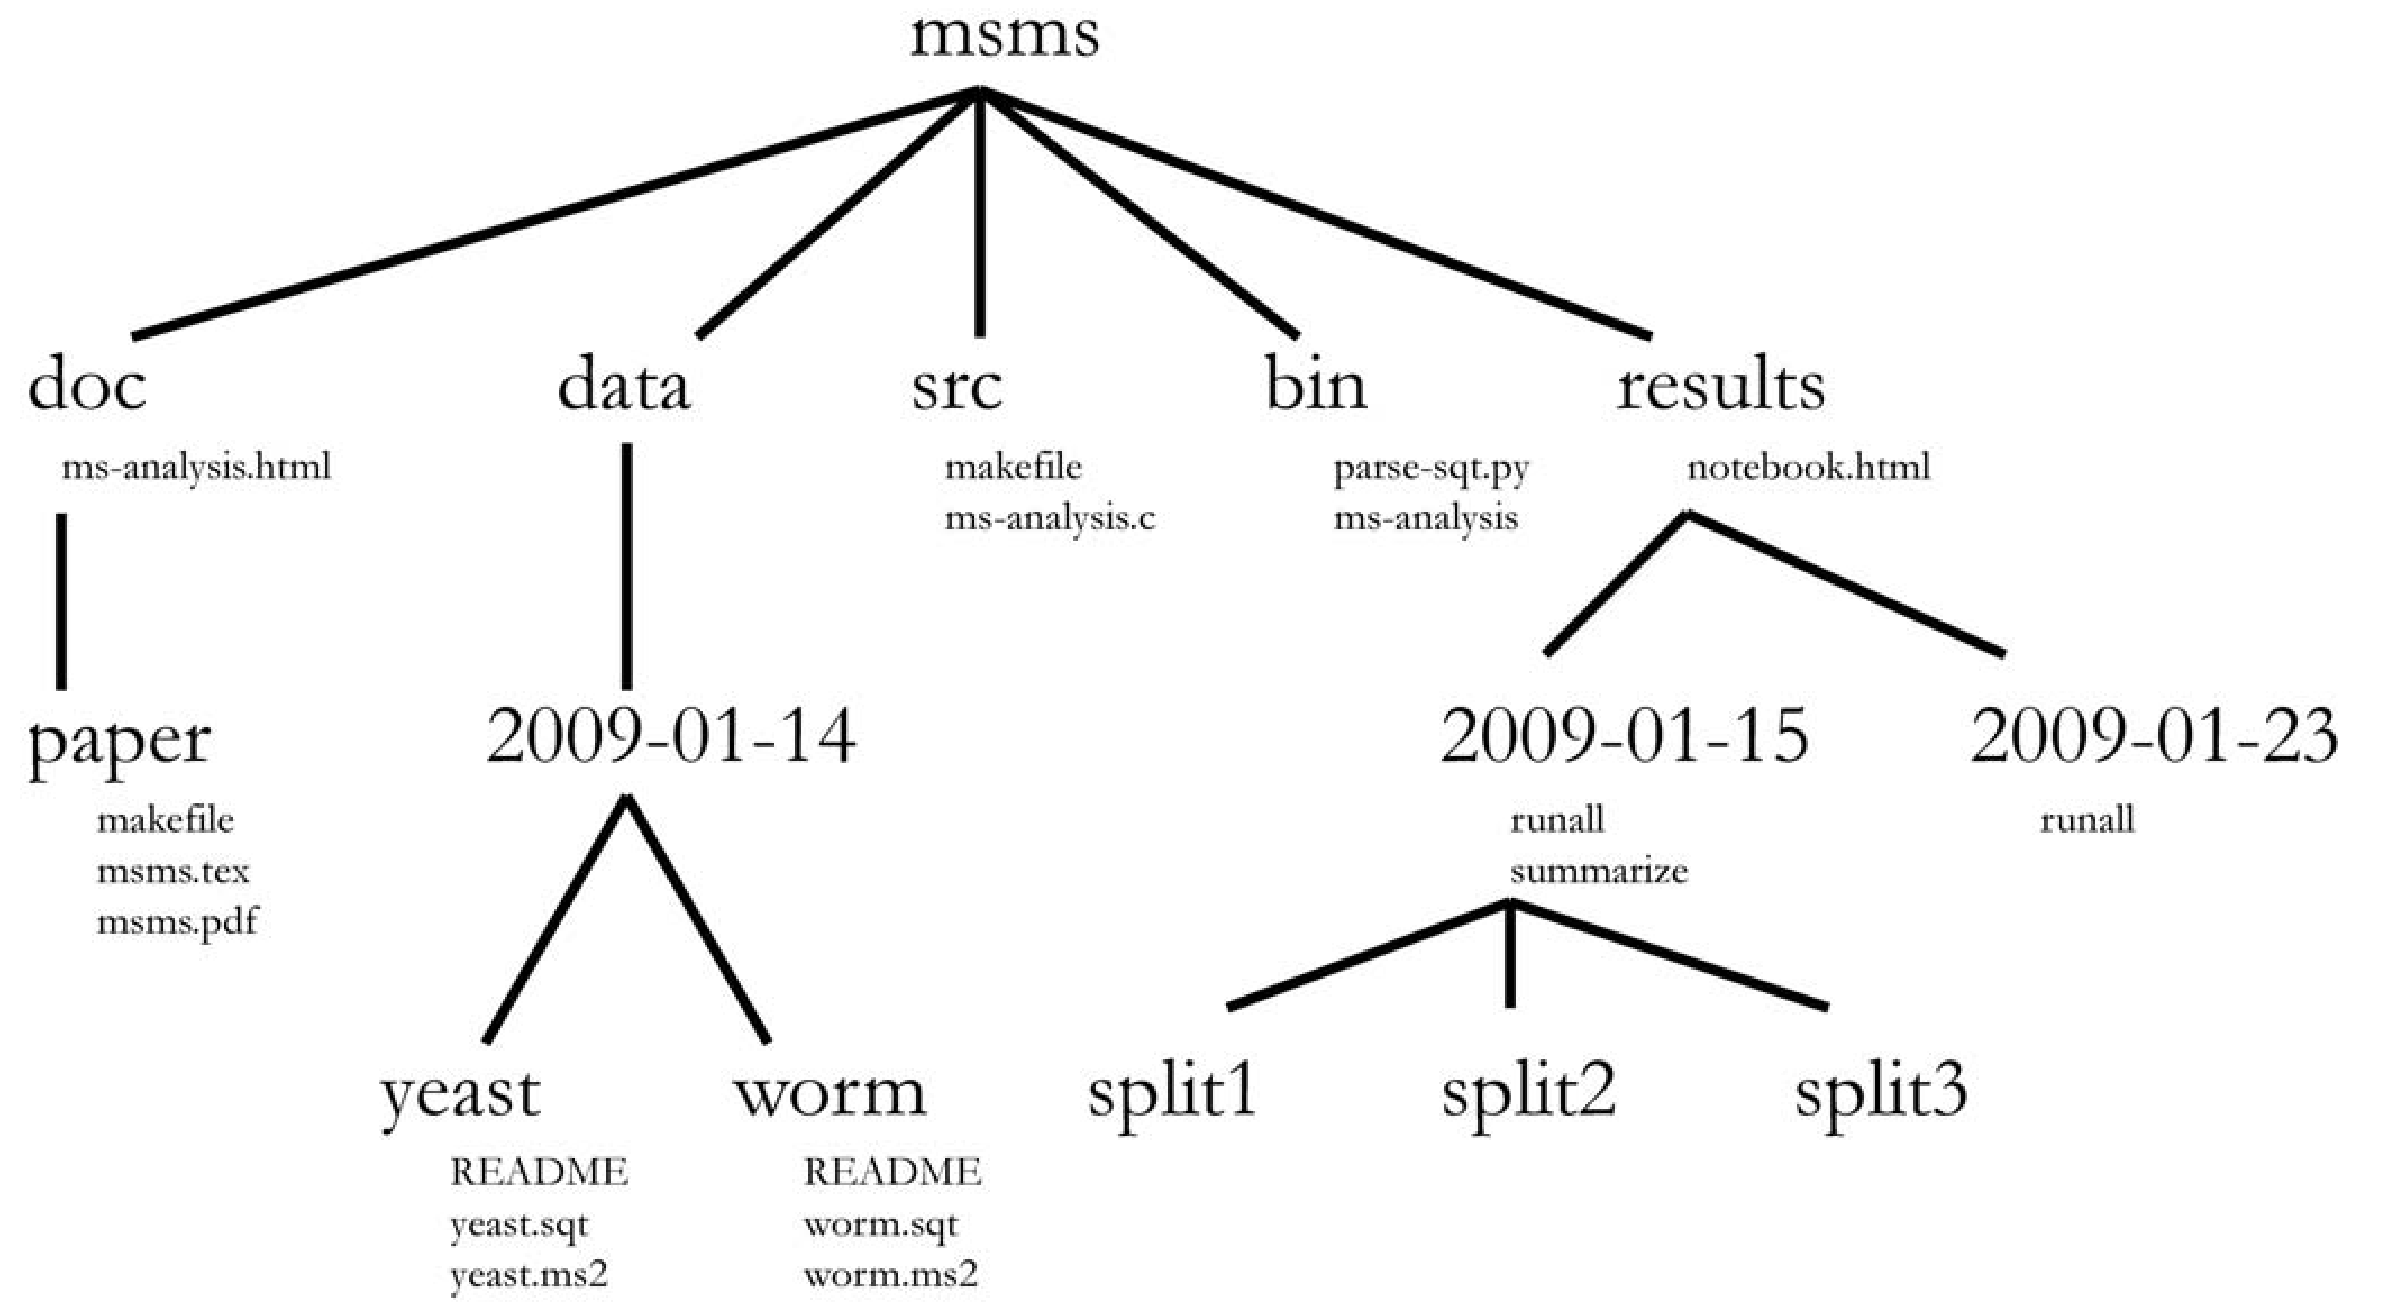 msms
doc
data
src
bin
results
ms-analysis.html
makefile
ms-analysis.c
parse-sqt.py
ms-analysis
notebook.html
paper
makefile
msms.tex
msms.pdf
2009-01-14
2009-01-15
runall
summarize
2009-01-23
runall
yeast
README
yeast.sqt
yeast.ms2
worm
README
worm.sqt
worm.ms2
split1
split2
split3